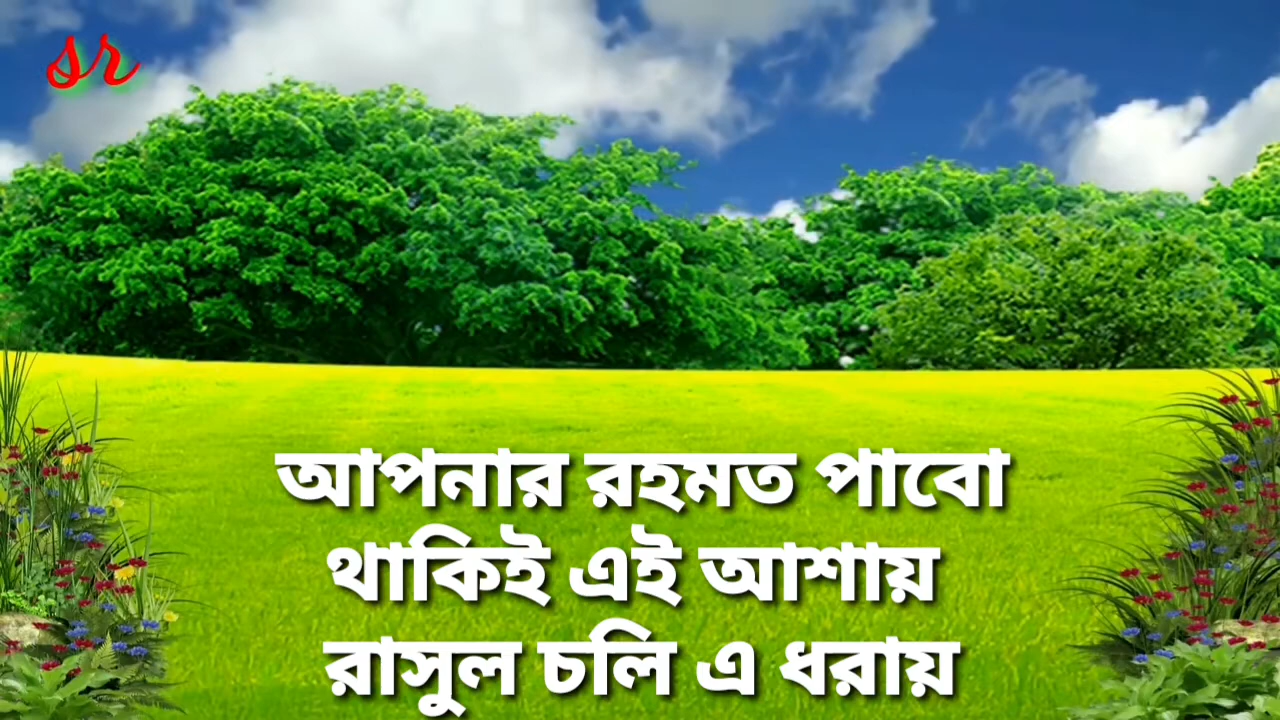 sr
আপনার রহমত পাবো
থাকিই এই আশায়
রাসুল চলি এ ধরায়